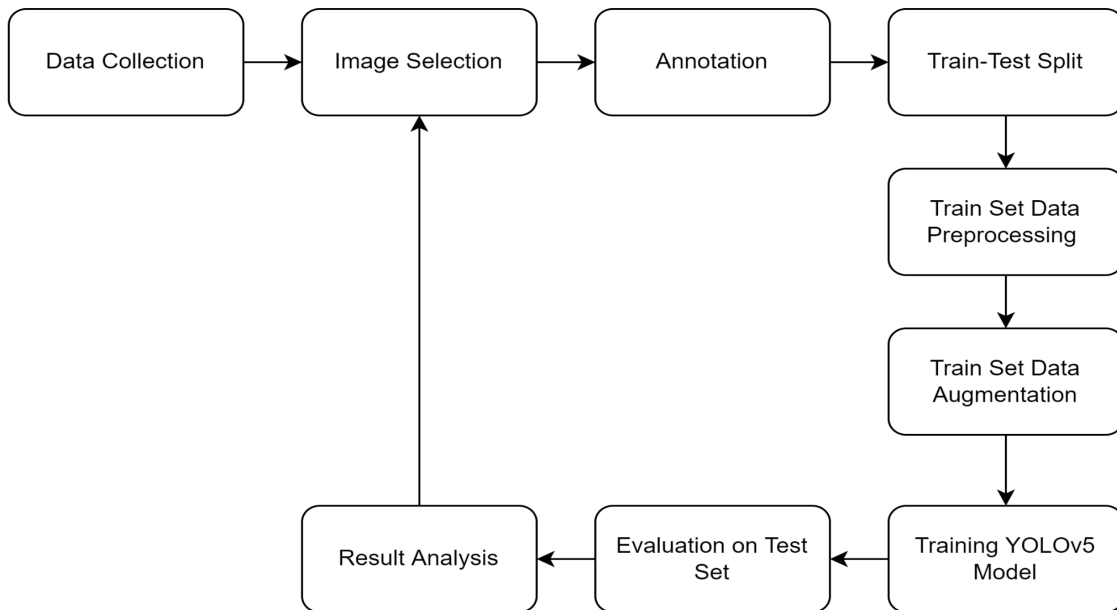 Data Collection
Image Selection
Annotation
Train-Test Split
Train Set Data
Preprocessing
Train Set Data
Augmentation
Training YOLOv5
Model
Evaluation on Test
Set
Result Analysis